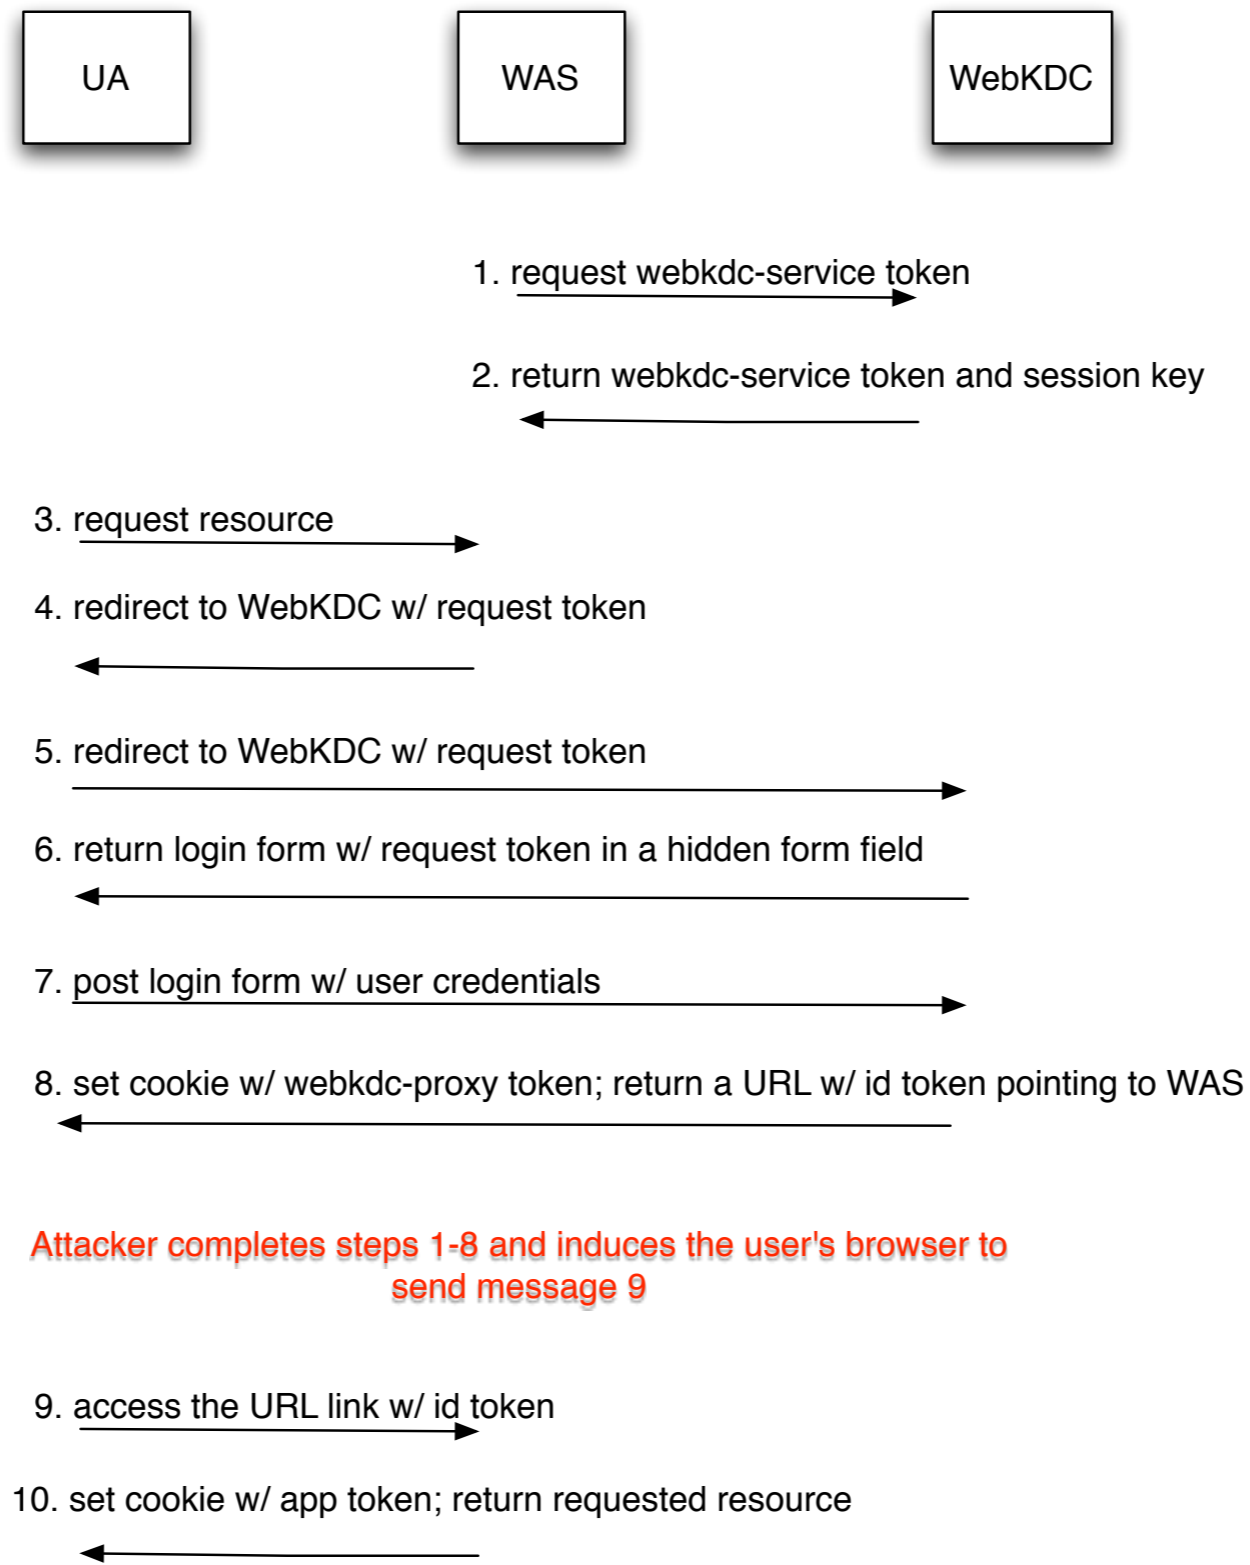 UA
WAS
WebKDC
1. request webkdc-service token
2. return webkdc-service token and session key
3. request resource
4. redirect to WebKDC w/ request token
5. redirect to WebKDC w/ request token
6. return login form w/ request token in a hidden form field
7. post login form w/ user credentials
8. set cookie w/ webkdc-proxy token; return a URL w/ id token pointing to WAS
Attacker completes steps 1-8 and induces the user's browser to
send message 9
9. access the URL link w/ id token
10. set cookie w/ app token; return requested resource